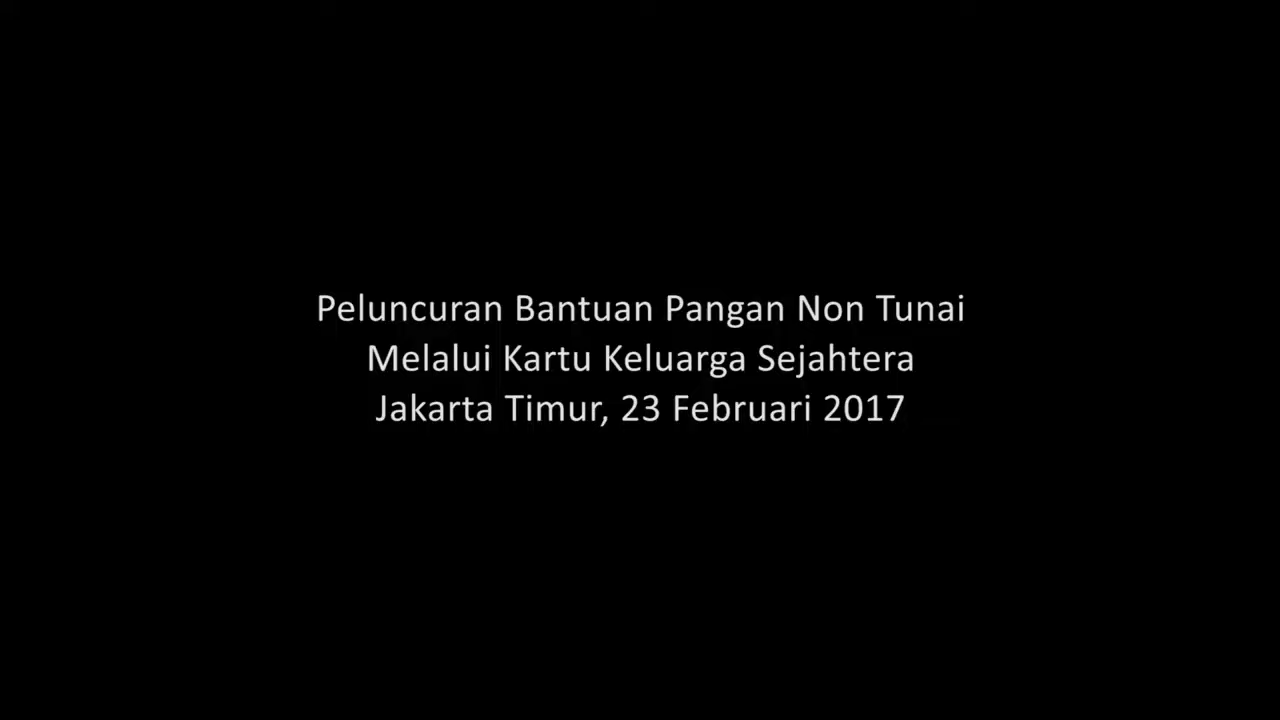 Peluncuran Bantuan Pangan Non Tunai
Melalui Kartu Keluarga Sejahtera
Jakarta Timur, 23 Februari 2017